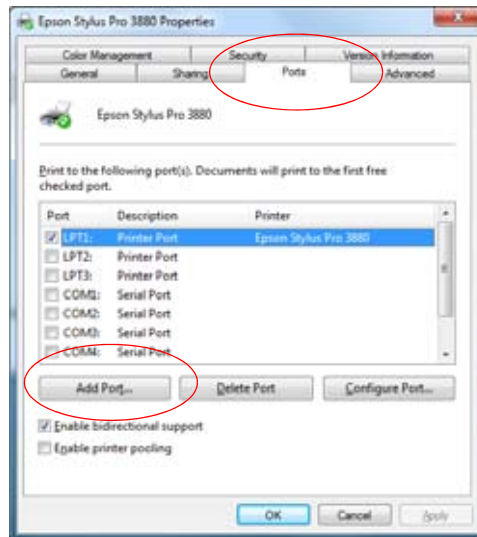 Epson Stylus Pro 3880 Properties
Color Management Security Version Information
General Sharing Ports Advanced
Epson Stylus Pro 3880
Print to the following port(s). Documents will print to the first free
checked port.
Port Description Printer
LPT1: Printer Port Epson Stylus Pro 3880
LPT2: Printer Port
LPT3: Printer Port
COM1: Serial Port
COM2: Serial Port
COM3: Serial Port
COM4: Serial Port
Add Port... Delete Port Configure Port...
Enable bidirectional support
Enable printer pooling
OK Cancel Apply